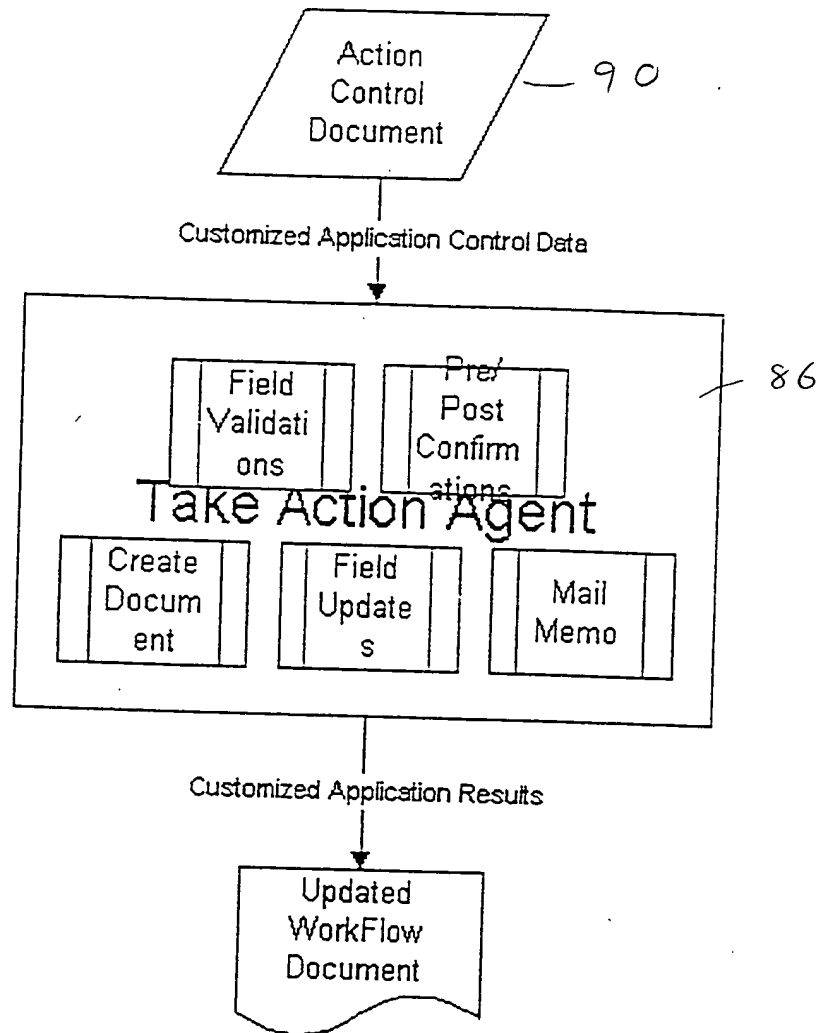 Action
Control
Document
90
Customized Application Control Data
86
Field
Validati
ons
Pre/
Post
Confirm
ations
Take Action Agent
Create
Docum
ent
Field
Update
s
Mail
Memo
Customized Application Results
Updated
WorkFlow
Document